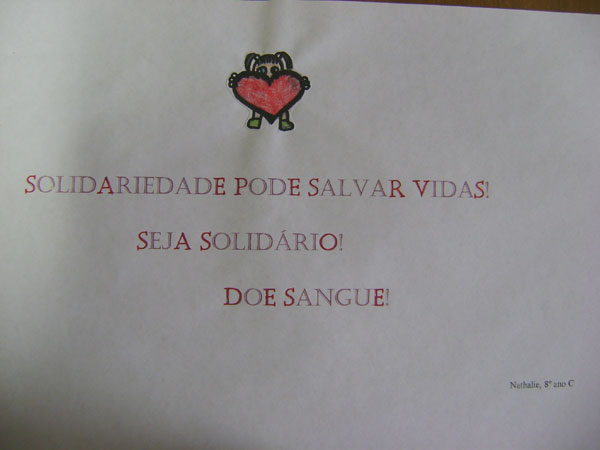 SOLIDARIEDADE PODE SALVAR VIDAS!
SEJA SOLIDÁRIO!
DOE SANGUE!
Nathalie, 8º ano C